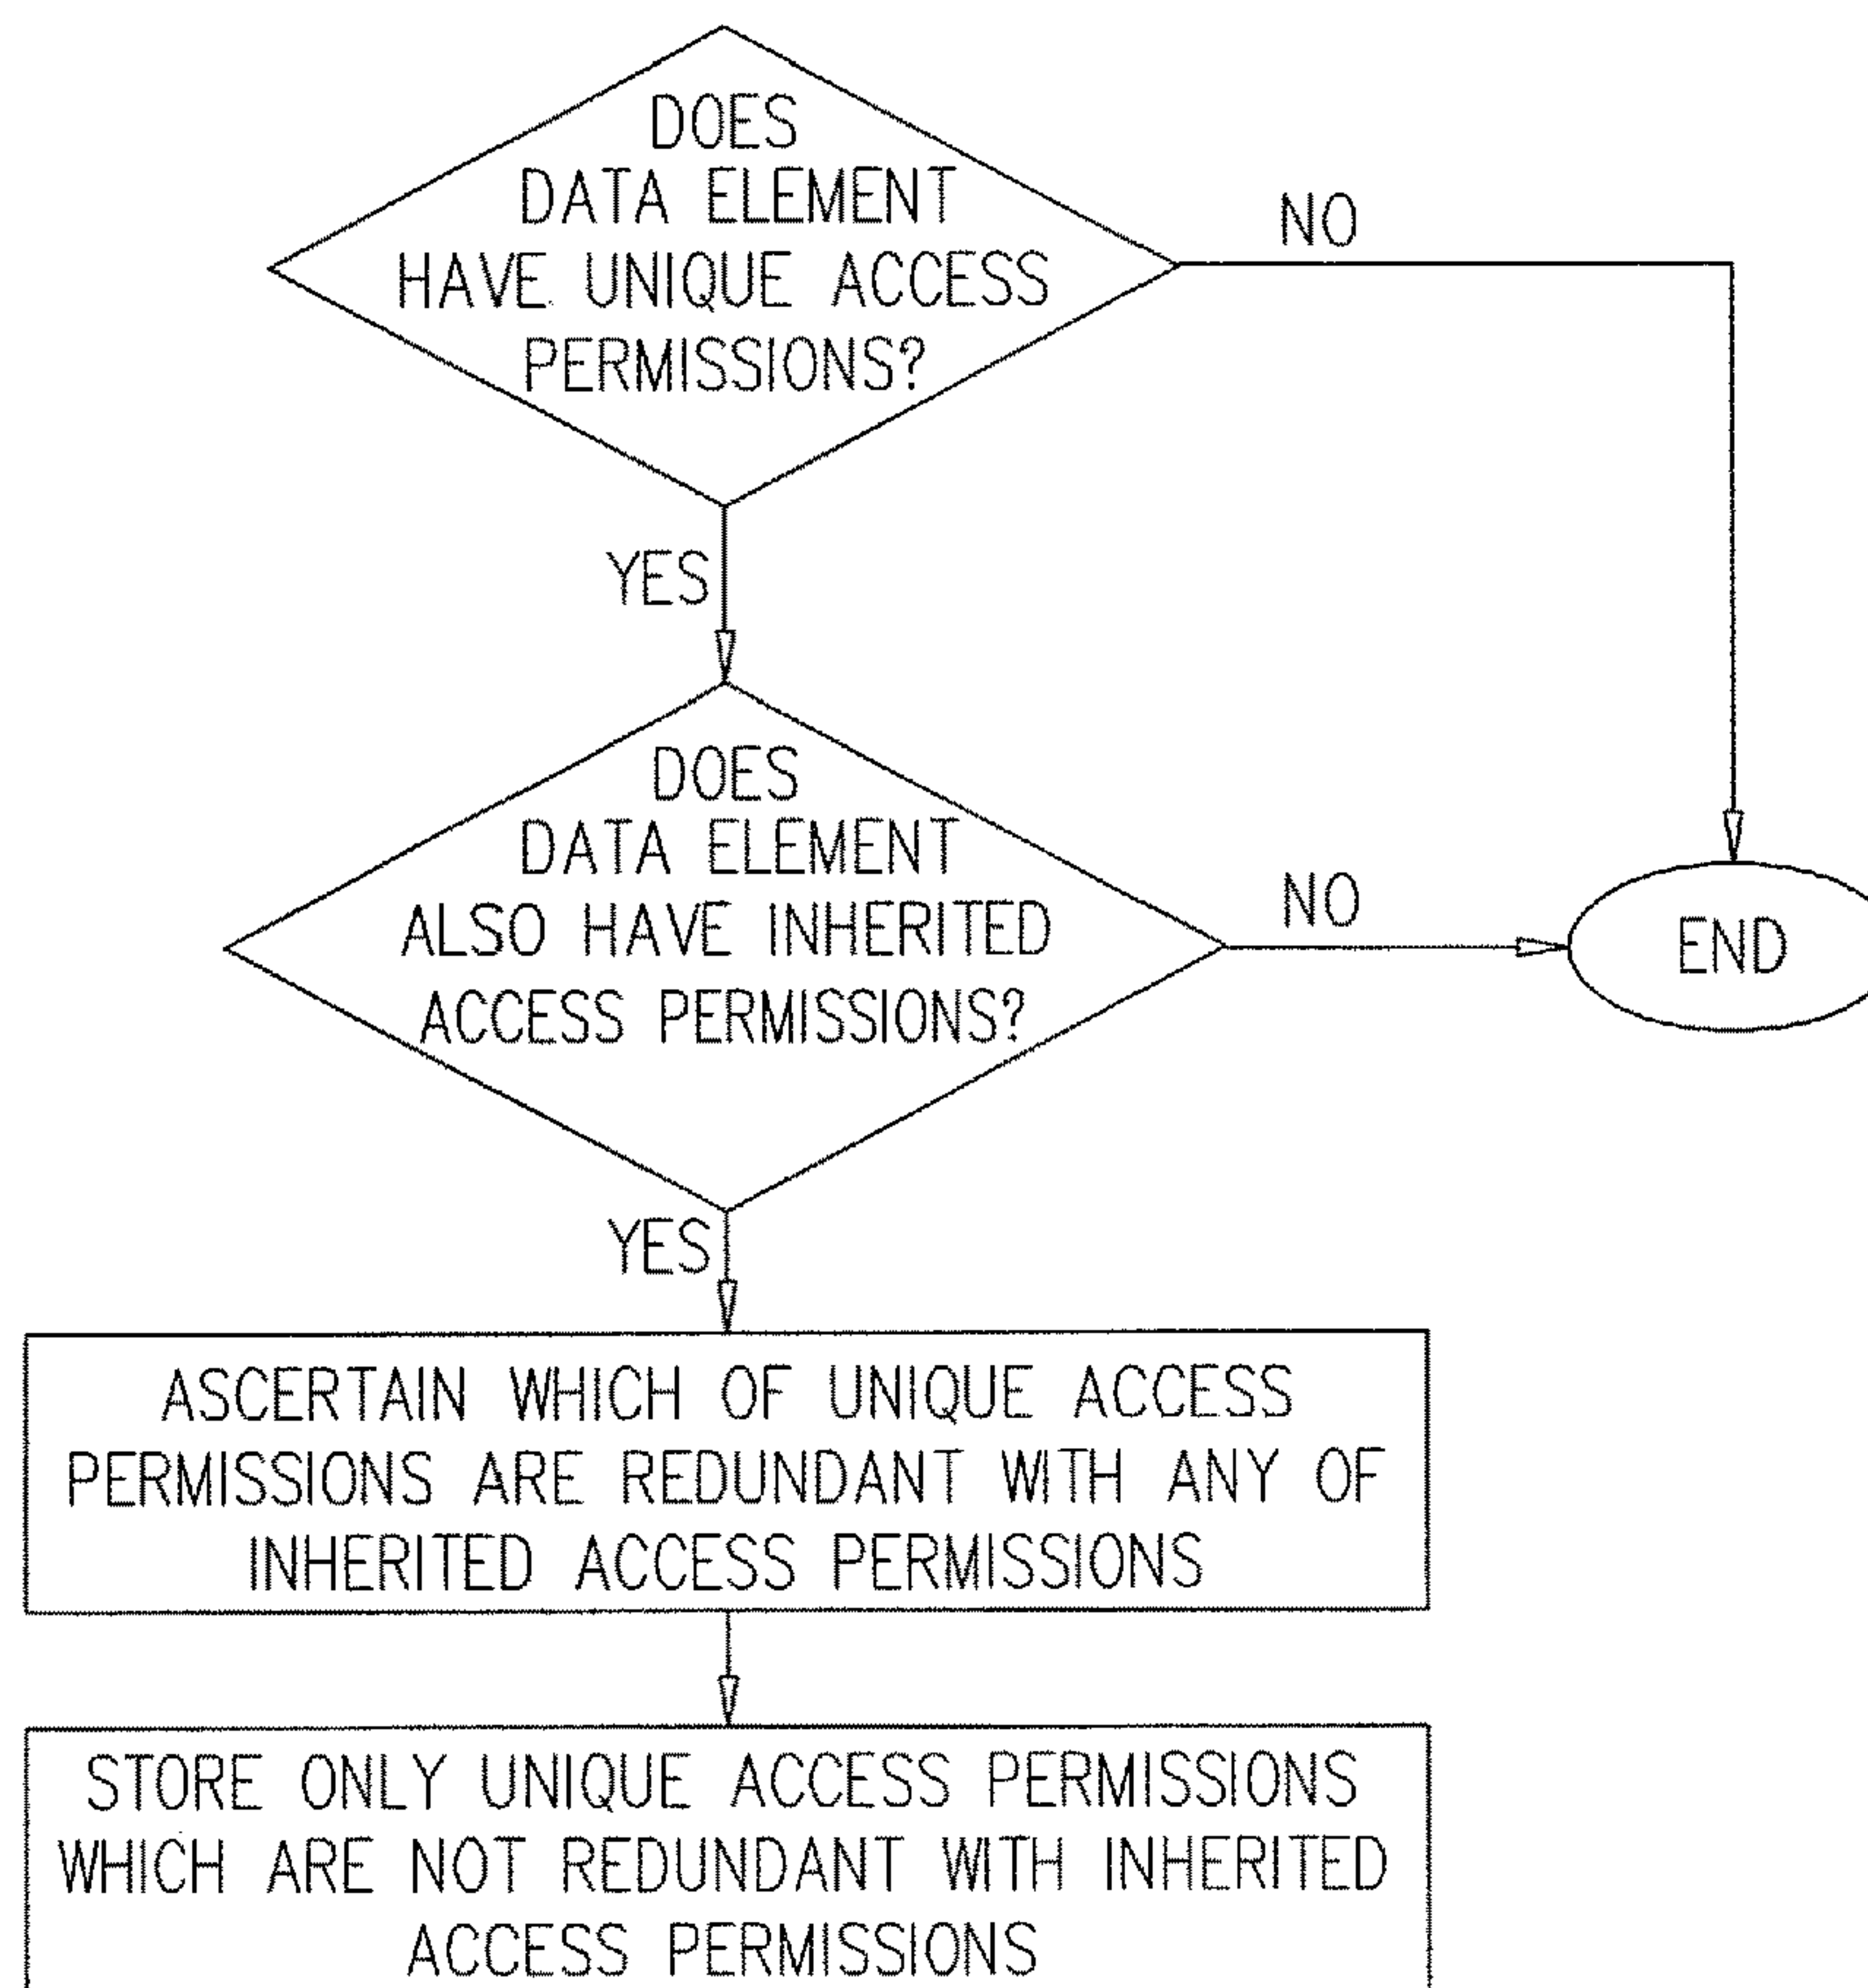 DOES
DATA ELEMENT
HAVE UNIQUE ACCESS
PERMISSIONS?
NO
YES
DOES
DATA ELEMENT
ALSO HAVE INHERITED
ACCESS PERMISSIONS?
NO
END
YES
ASCERTAIN WHICH OF UNIQUE ACCESS
PERMISSIONS ARE REDUNDANT WITH ANY OF
INHERITED ACCESS PERMISSIONS
STORE ONLY UNIQUE ACCESS PERMISSIONS
WHICH ARE NOT REDUNDANT WITH INHERITED
ACCESS PERMISSIONS